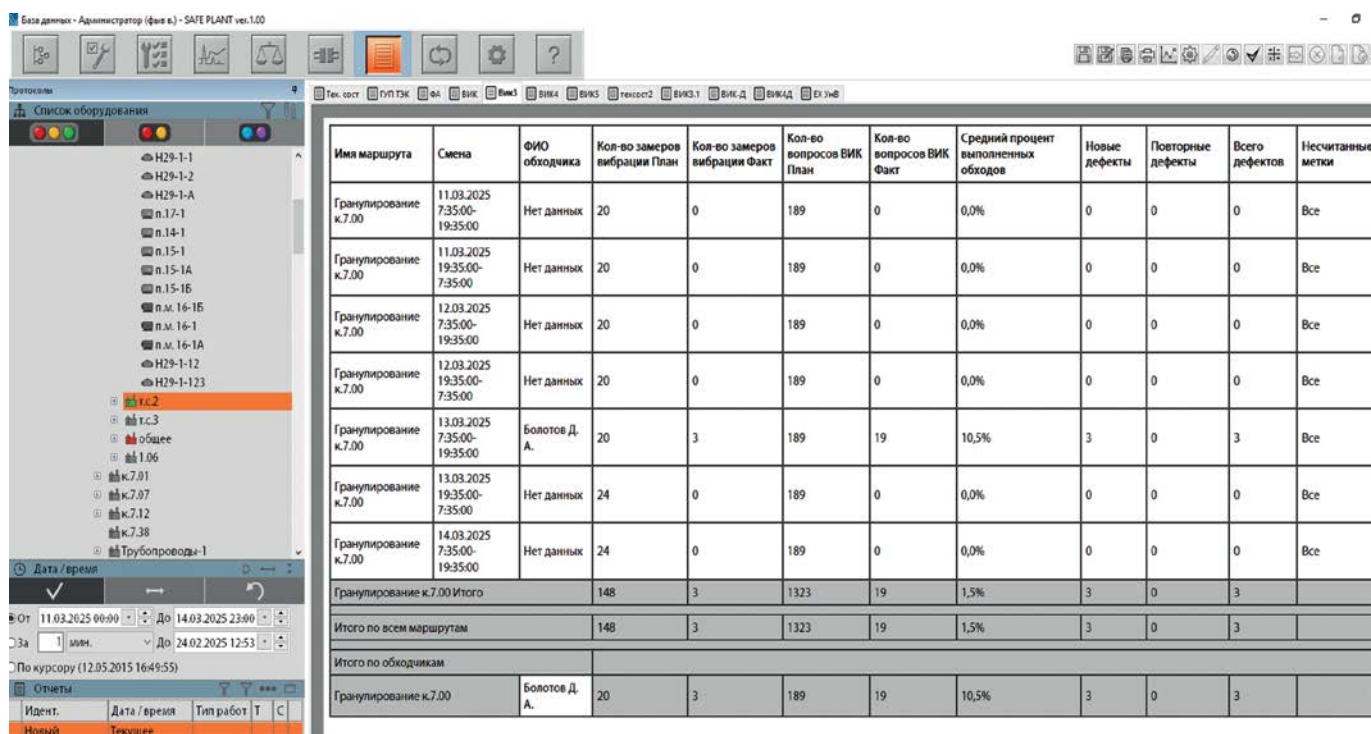 База данных - Администратор (фыв в.) - SAFE PLANT ver.1.00
Протоколы
Список оборудования
H29-1-1
H29-1-2
H29-1-A
п.17-1
п.14-1
п.15-1
п.15-1А
п.15-1Б
п.м. 16-1Б
п.м. 16-1
п.м. 16-1А
H29-1-12
H29-1-123
т.с.2
т.с.3
общее
1.06
к.7.01
к.7.07
к.7.12
к.7.38
Трубопроводы-1
Дата / время
От 11.03.2025 00:00 До 14.03.2025 23:00
За 1 мин. До 24.02.2025 12:53
По курсору (12.05.2015 16:49:55)
Отчеты
Идент. Дата / время Тип работ Т С
Новый Текущее
Тех. сост ГУП ТЭК ФА ВИК Вик3 ВИК4 ВИК5 техсост2 ВИК3.1 ВИК-Д ВИК4Д
Имя маршрута Смена ФИО обходчика Кол-во замеров вибрации План Кол-во замеров вибрации Факт Кол-во вопросов ВИК План Кол-во вопросов ВИК Факт Средний процент выполненных обходов Новые дефекты Повторные дефекты Всего дефектов Несчитанные метки
Гранулирование к.7.00 11.03.2025 7:35:00-19:35:00 Нет данных 20 0 189 0 0,0% 0 0 0 Все
Гранулирование к.7.00 11.03.2025 19:35:00-7:35:00 Нет данных 20 0 189 0 0,0% 0 0 0 Все
Гранулирование к.7.00 12.03.2025 7:35:00-19:35:00 Нет данных 20 0 189 0 0,0% 0 0 0 Все
Гранулирование к.7.00 12.03.2025 19:35:00-7:35:00 Нет данных 20 0 189 0 0,0% 0 0 0 Все
Гранулирование к.7.00 13.03.2025 7:35:00-19:35:00 Болотов Д. А. 20 3 189 19 10,5% 3 0 3 Все
Гранулирование к.7.00 13.03.2025 19:35:00-7:35:00 Нет данных 24 0 189 0 0,0% 0 0 0 Все
Гранулирование к.7.00 14.03.2025 7:35:00-19:35:00 Нет данных 24 0 189 0 0,0% 0 0 0 Все
Гранулирование к.7.00 Итого 148 3 1323 19 1,5% 3 0 3
Итого по всем маршрутам 148 3 1323 19 1,5% 3 0 3
Итого по обходчикам
Гранулирование к.7.00 Болотов Д. А. 20 3 189 19 10,5% 3 0 3